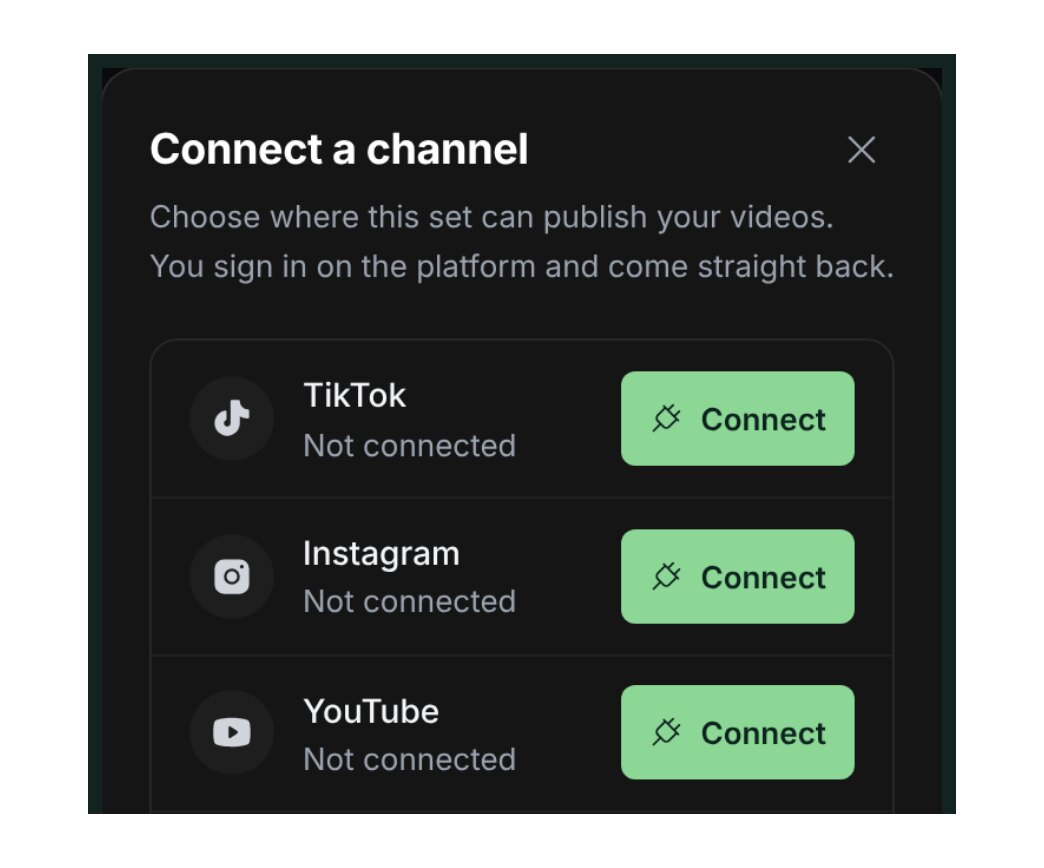 Connect a channel
Choose where this set can publish your videos.
You sign in on the platform and come straight back.
TikTok
Not connected
Connect
Instagram
Not connected
Connect
YouTube
Not connected
Connect